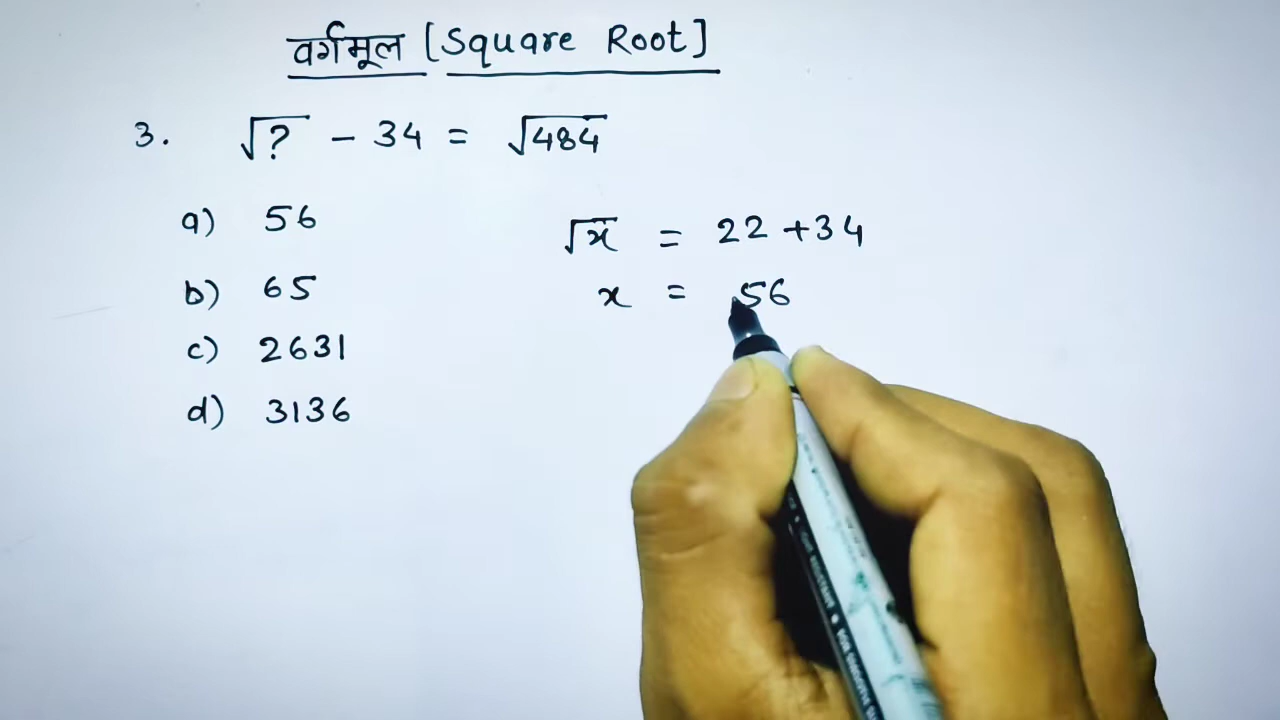 वर्गमूल [Square Root]
3. √? - 34 = √484
a) 56
b) 65
c) 2631
d) 3136
√x = 22 + 34
x = 56